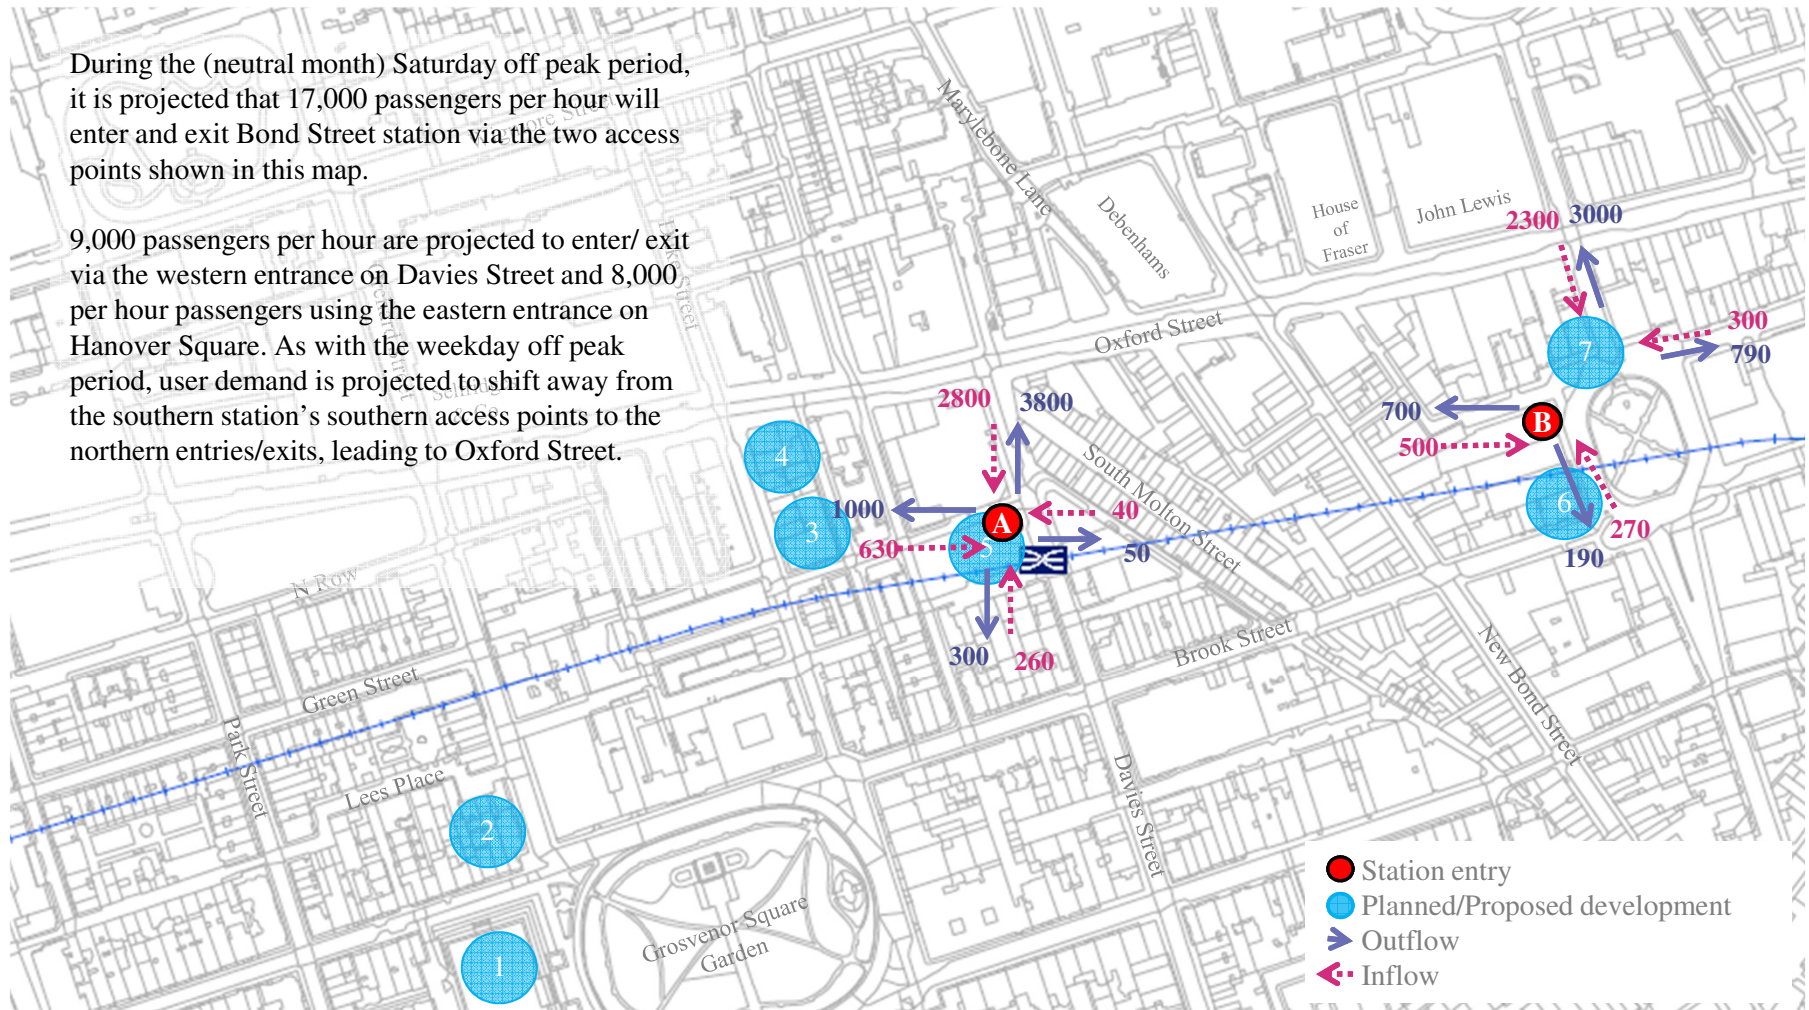 During the (neutral month) Saturday off peak period,
it is projected that 17,000 passengers per hour will
enter and exit Bond Street station via the two access
points shown in this map.
9,000 passengers per hour are projected to enter/ exit
via the western entrance on Davies Street and 8,000
per hour passengers using the eastern entrance on
Hanover Square. As with the weekday off peak
period, user demand is projected to shift away from
the southern station’s southern access points to the
northern entries/exits, leading to Oxford Street.
Marylebone Lane
Debenhams
House
of
Fraser
John Lewis
2300
3000
300
790
7
Oxford Street
2800
3800
700
500
B
6
270
190
4
3
1000
630
A
5
40
50
300
260
South Molton Street
Brook Street
New Bond Street
N Row
Green Street
Park Street
Lees Place
Davies Street
2
1
Grosvenor Square
Garden
Station entry
Planned/Proposed development
Outflow
Inflow